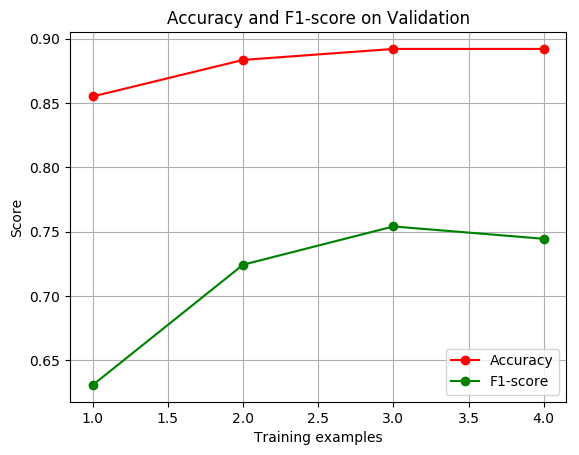 Accuracy and F1-score on Validation
0.90
0.85
0.80
0.75
0.70
0.65
Score
1.0 1.5 2.0 2.5 3.0 3.5 4.0
Training examples
Accuracy
F1-score